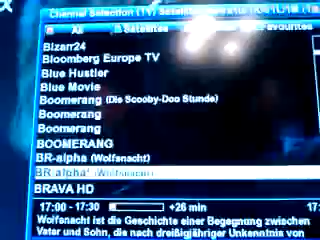 Channel Selection (TV)
All Satellites Favourites
Bizarr24
Bloomberg Europe TV
Blue Hustler
Blue Movie
Boomerang (Die Scooby-Doo Stunde)
Boomerang
Boomerang
BOOMERANG
BR-alpha (Wolfsnacht)
BR alpha* (Wolfsnacht)
BRAVA HD
17:00 - 17:30 +26 min
Wolfsnacht ist die Geschichte einer Begegnung zwischen
Vater und Sohn, die nach dreißigjähriger Unkenntnis von